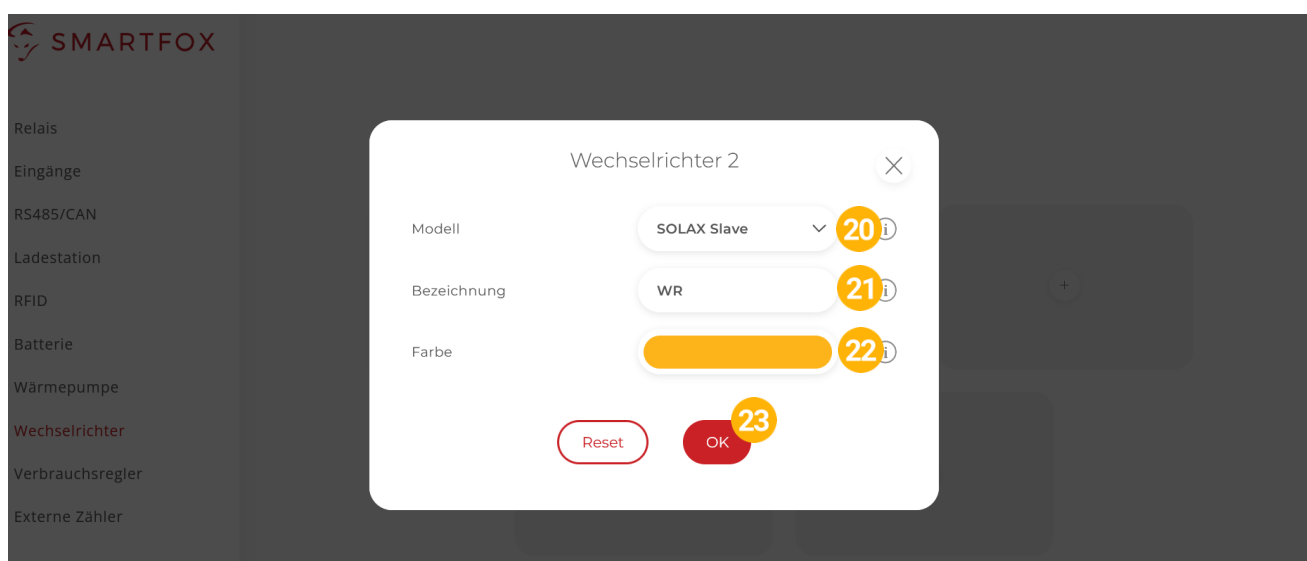 SMARTFOX
Relais
Eingänge
RS485/CAN
Ladestation
RFID
Batterie
Wärmepumpe
Wechselrichter
Verbrauchsregler
Externe Zähler
Wechselrichter 2
Modell SOLAX Slave 20 i
Bezeichnung WR 21 i
Farbe 22 i
23
Reset OK